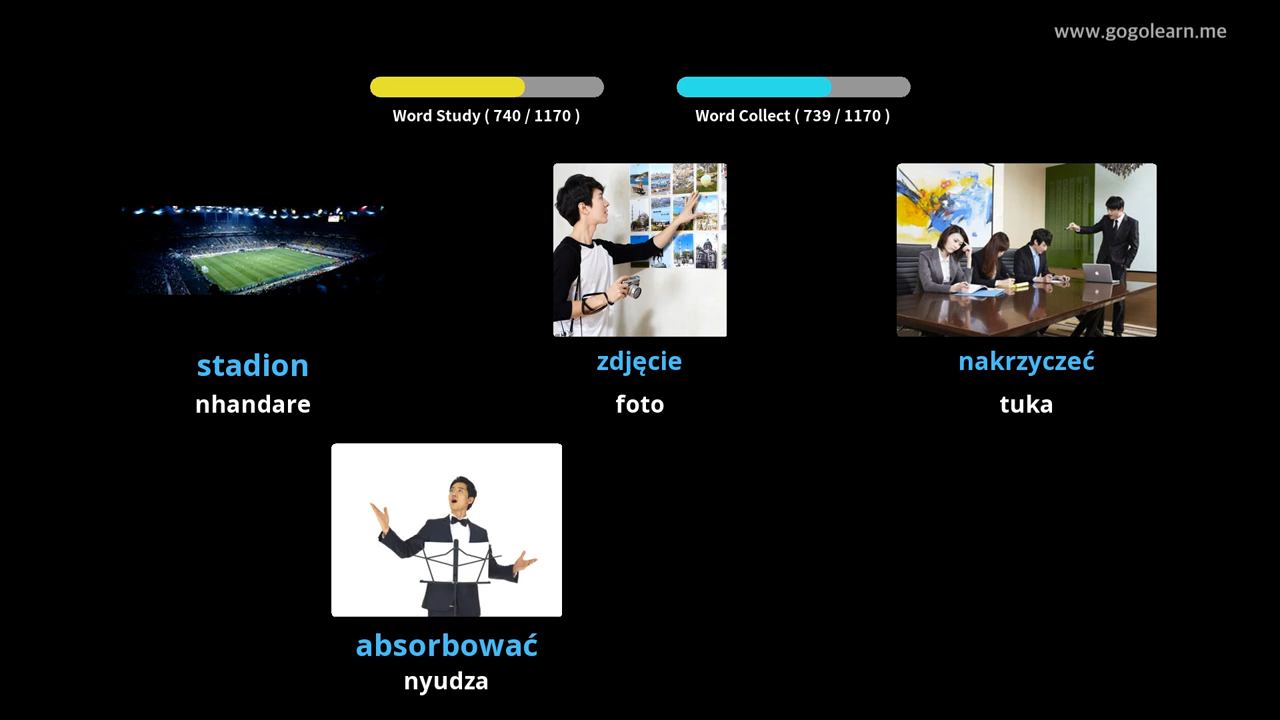 www.gogolearn.me
Word Study ( 740 / 1170 )
Word Collect ( 739 / 1170 )
stadion
nhandare
zdjęcie
foto
nakrzyczeć
tuka
absorbować
nyudza